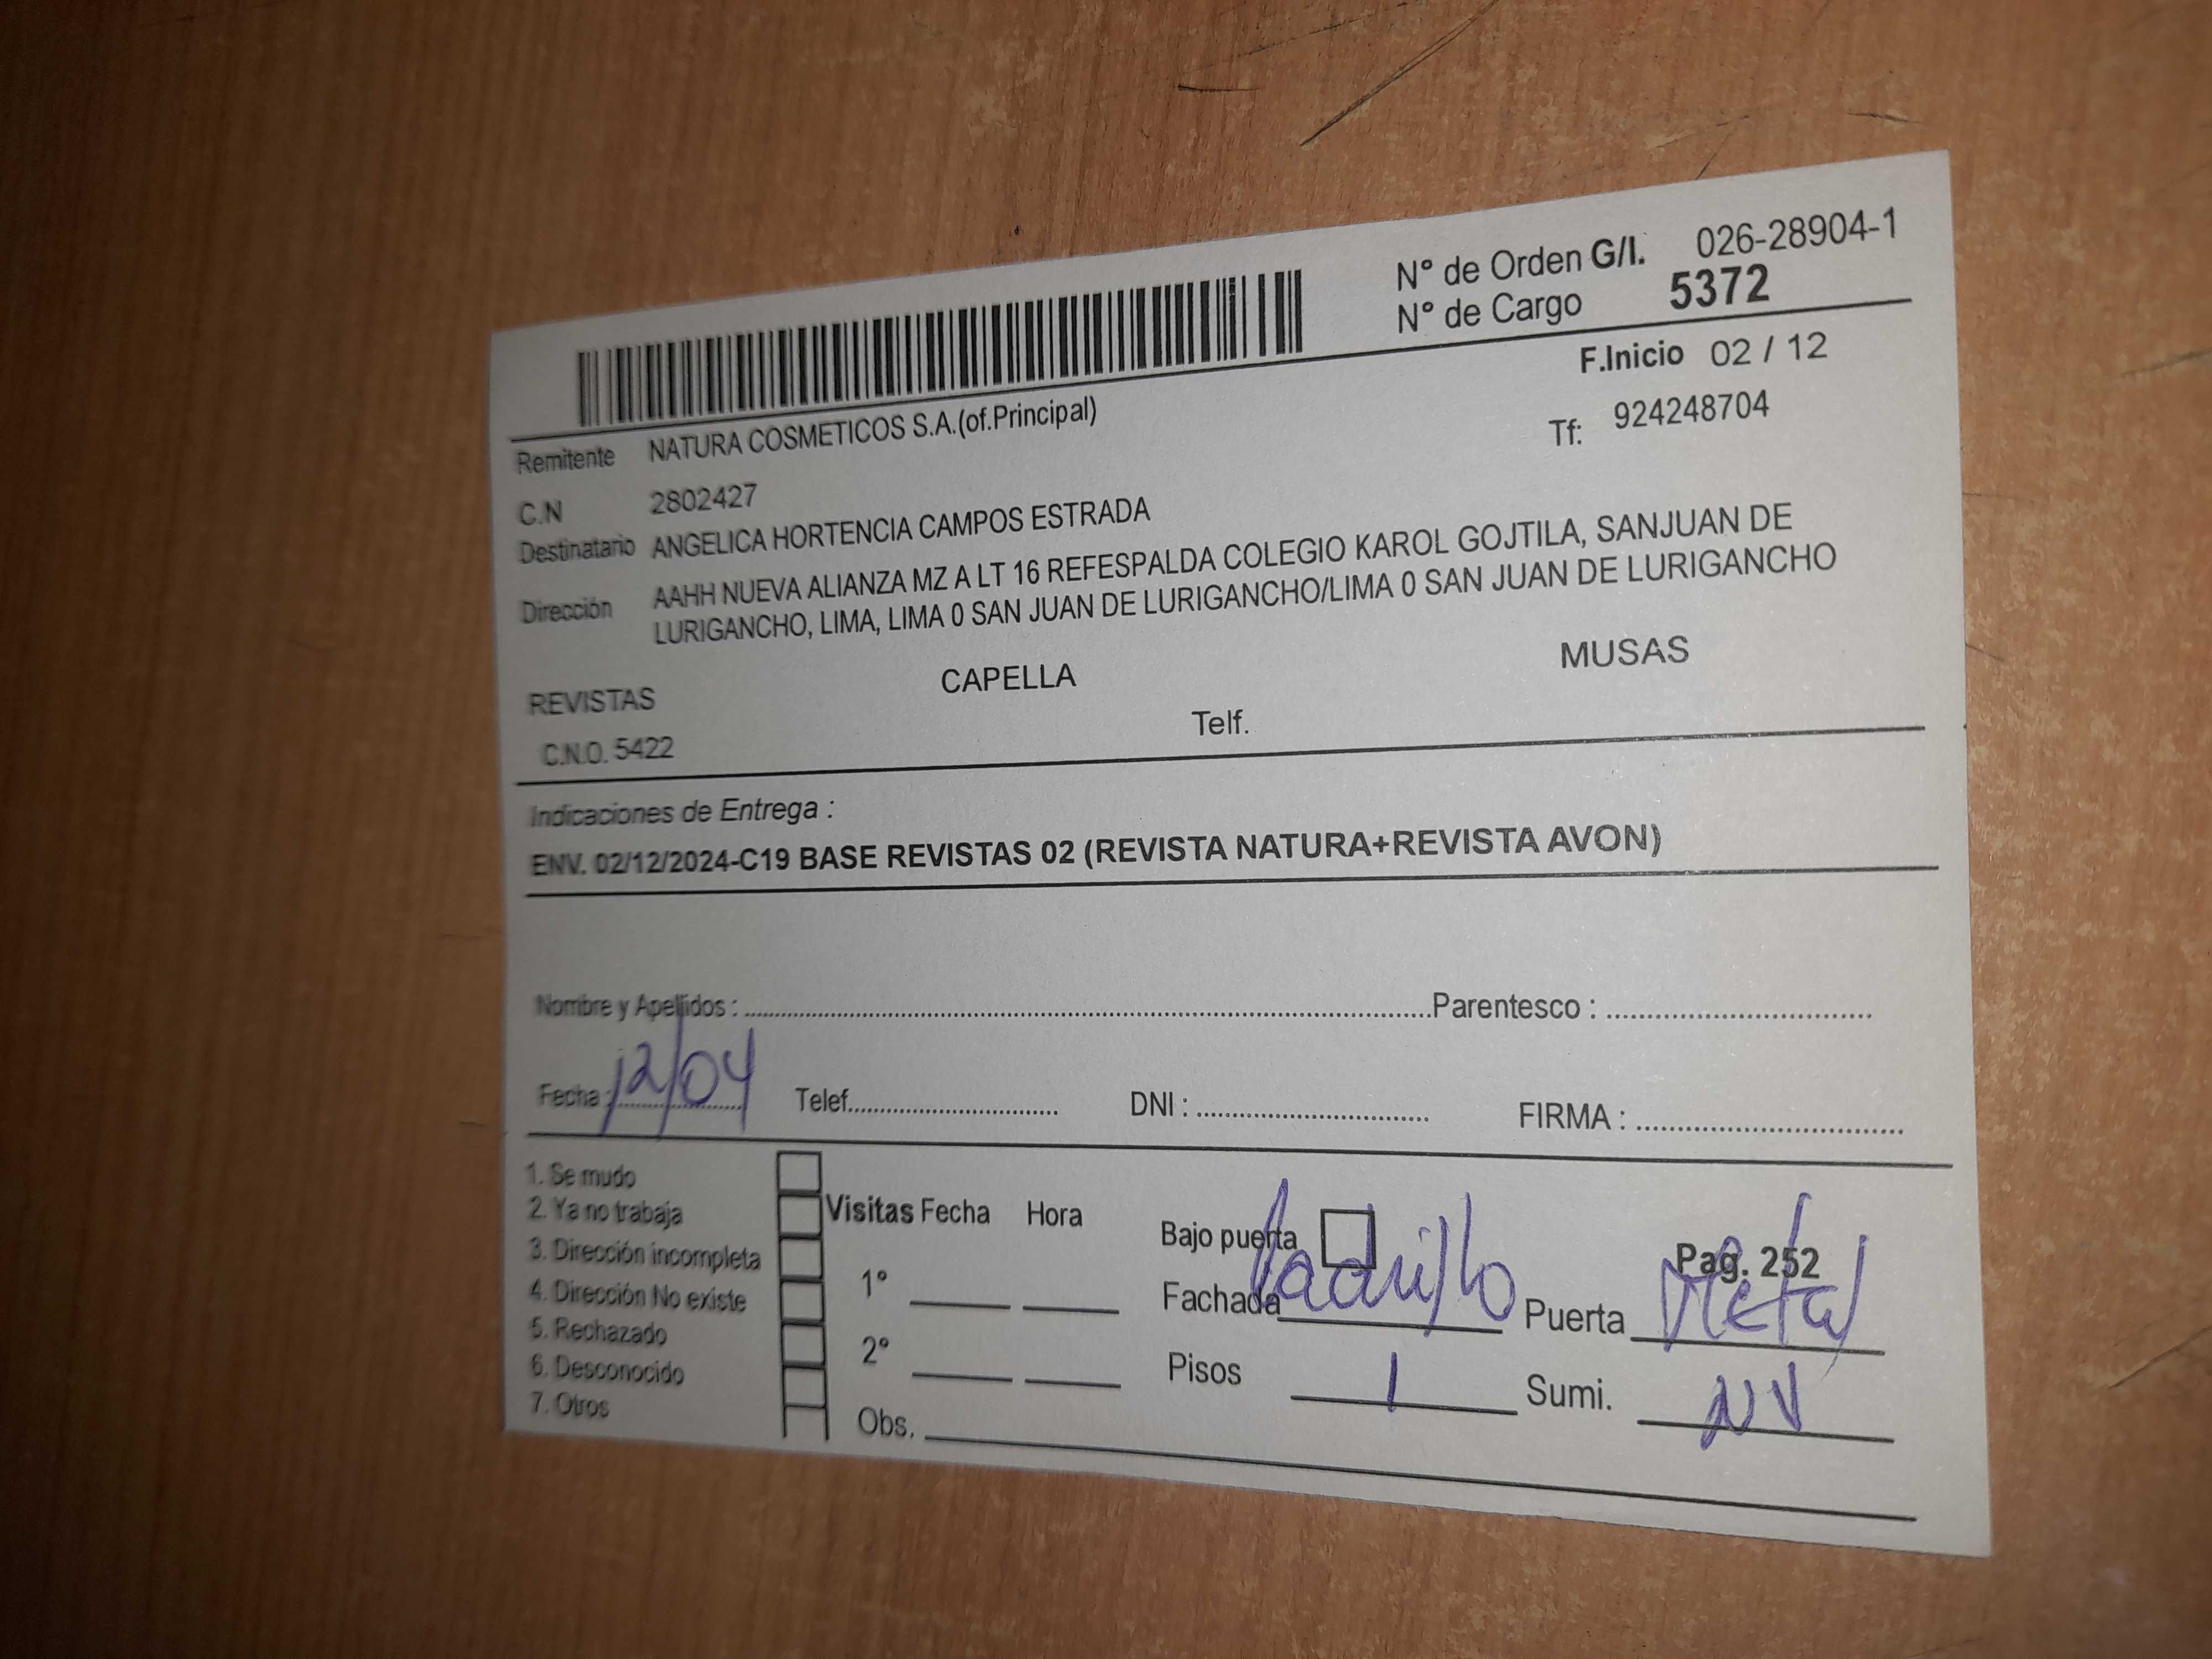 N° de Orden G/I. 026-28904-1
N° de Cargo 5372
F.Inicio 02 / 12
Remitente NATURA COSMETICOS S.A.(of.Principal)
Tf: 924248704
C.N 2802427
Destinatario ANGELICA HORTENCIA CAMPOS ESTRADA
Dirección AAHH NUEVA ALIANZA MZ A LT 16 REFESPALDA COLEGIO KAROL GOJTILA, SANJUAN DE
LURIGANCHO, LIMA, LIMA 0 SAN JUAN DE LURIGANCHO/LIMA 0 SAN JUAN DE LURIGANCHO
REVISTAS CAPELLA MUSAS
C.N.O. 5422 Telf.
Indicaciones de Entrega :
ENV. 02/12/2024-C19 BASE REVISTAS 02 (REVISTA NATURA+REVISTA AVON)
Nombre y Apellidos : Parentesco :
Fecha : 12/04 Telef. DNI : FIRMA :
1. Se mudo
2. Ya no trabaja
3. Dirección incompleta
4. Dirección No existe
5. Rechazado
6. Desconocido
7. Otros
Visitas Fecha Hora
1°
2°
Obs.
Bajo puerta Pag. 252
Fachada Ladrillo Puerta Metal
Pisos 1 Sumi. NV